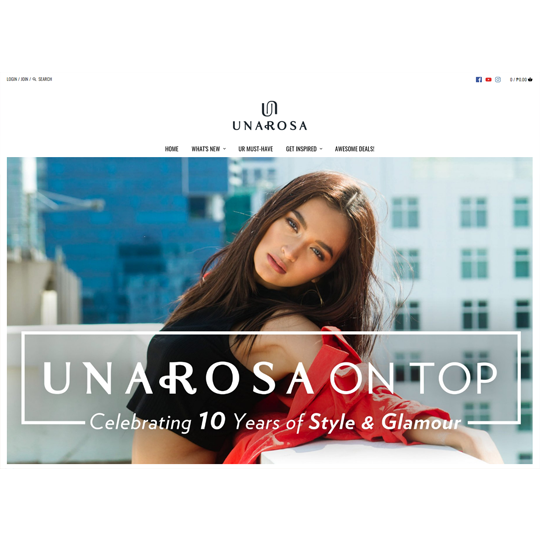 LOGIN / JOIN / SEARCH
0 / ₱0.00
UNAROSA
HOME WHAT'S NEW UR MUST-HAVE GET INSPIRED AWESOME DEALS!
UNAROSA ON TOP
Celebrating 10 Years of Style & Glamour